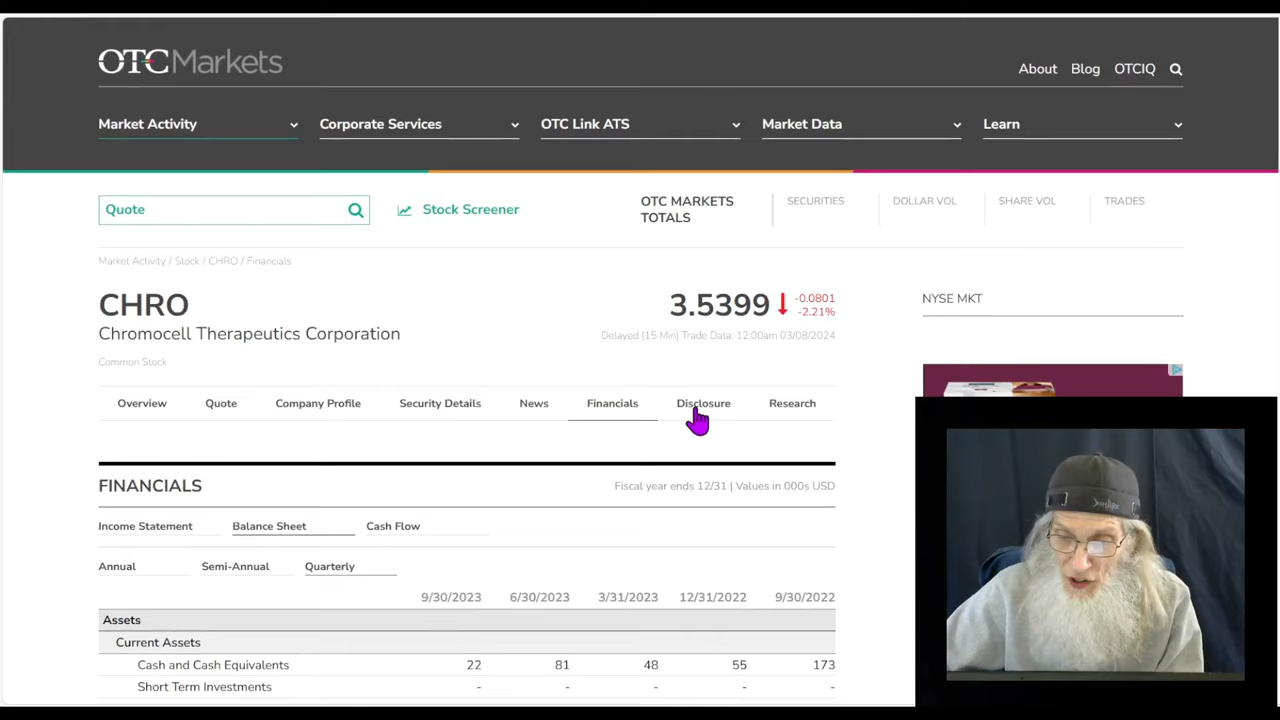 OTCMarkets
About Blog OTCIQ
Market Activity Corporate Services OTC Link ATS Market Data Learn
Quote
Stock Screener
OTC MARKETS
TOTALS
SECURITIES DOLLAR VOL SHARE VOL TRADES
Market Activity / Stock / CHRO / Financials
CHRO
3.5399
-0.0801
-2.21%
NYSE MKT
Chromocell Therapeutics Corporation
Delayed (15 Min) Trade Data: 12:00am 03/08/2024
Common Stock
Overview Quote Company Profile Security Details News Financials Disclosure Research
FINANCIALS
Fiscal year ends 12/31 | Values in 000s USD
Income Statement Balance Sheet Cash Flow
Annual Semi-Annual Quarterly
9/30/2023 6/30/2023 3/31/2023 12/31/2022 9/30/2022
Assets
Current Assets
Cash and Cash Equivalents 22 81 48 55 173
Short Term Investments - - - - -